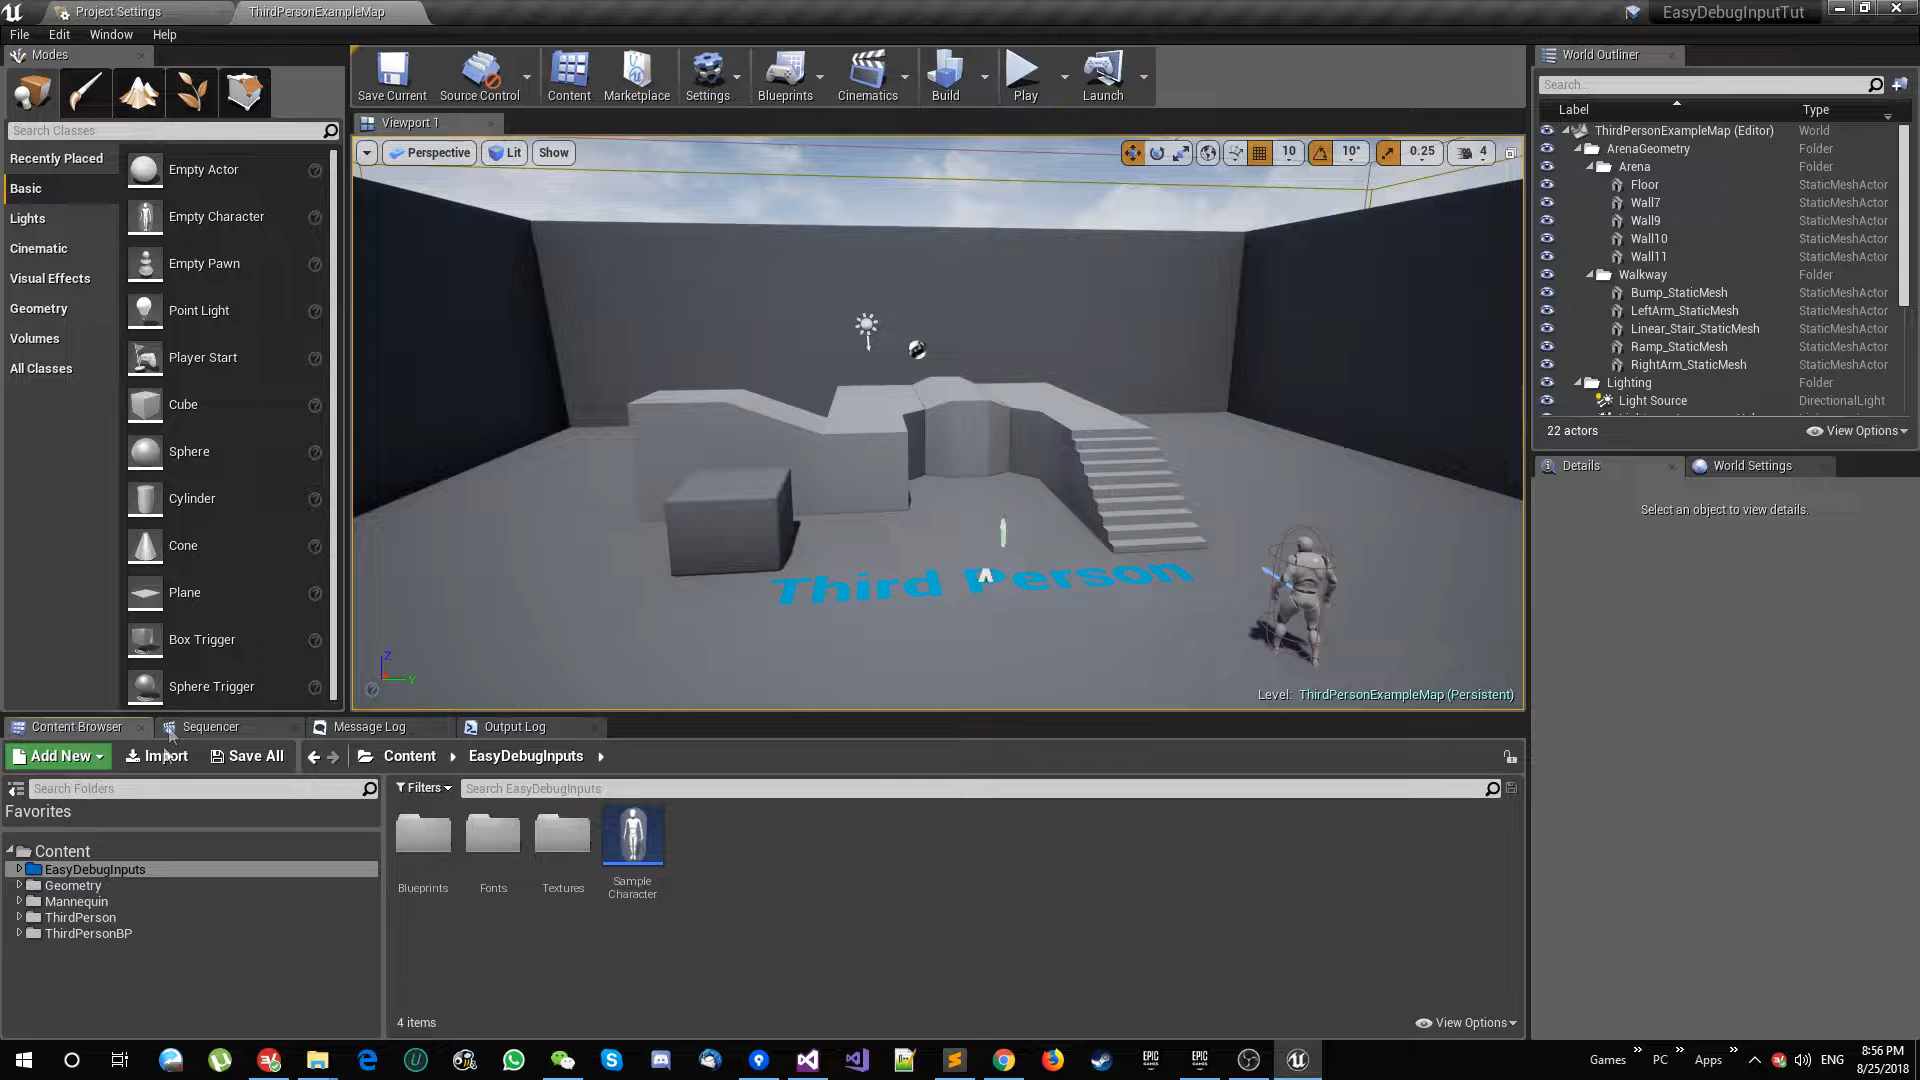 Project Settings
ThirdPersonExampleMap
EasyDebugInputTut
File Edit Window Help
Modes
Search Classes
Recently Placed
Basic
Lights
Cinematic
Visual Effects
Geometry
Volumes
All Classes
Empty Actor
Empty Character
Empty Pawn
Point Light
Player Start
Cube
Sphere
Cylinder
Cone
Plane
Box Trigger
Sphere Trigger
Save Current
Source Control
Content
Marketplace
Settings
Blueprints
Cinematics
Build
Play
Launch
Viewport 1
Perspective
Lit
Show
10
10°
0.25
4
Third Person
Z
Y
Level: ThirdPersonExampleMap (Persistent)
World Outliner
Search...
Label Type
ThirdPersonExampleMap (Editor) World
ArenaGeometry Folder
Arena Folder
Floor StaticMeshActor
Wall7 StaticMeshActor
Wall9 StaticMeshActor
Wall10 StaticMeshActor
Wall11 StaticMeshActor
Walkway Folder
Bump_StaticMesh StaticMeshActor
LeftArm_StaticMesh StaticMeshActor
Linear_Stair_StaticMesh StaticMeshActor
Ramp_StaticMesh StaticMeshActor
RightArm_StaticMesh StaticMeshActor
Lighting Folder
Light Source DirectionalLight
22 actors
View Options
Details
World Settings
Select an object to view details.
Content Browser
Sequencer
Message Log
Output Log
Add New
Import
Save All
Content
EasyDebugInputs
Search Folders
Favorites
Content
EasyDebugInputs
Geometry
Mannequin
ThirdPerson
ThirdPersonBP
Filters
Search EasyDebugInputs
Blueprints
Fonts
Textures
Sample
Character
4 items
View Options
EPIC
GAMES
EPIC
GAMES
Games
PC
Apps
ENG
8:56 PM
8/25/2018